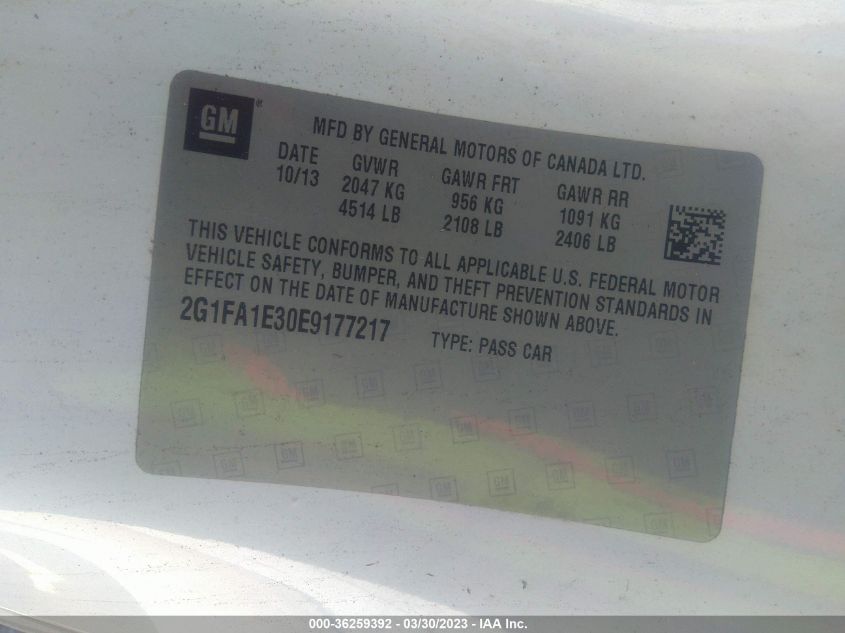 GM ®
MFD BY GENERAL MOTORS OF CANADA LTD.
DATE GVWR GAWR FRT GAWR RR
10/13 2047 KG 956 KG 1091 KG
4514 LB 2108 LB 2406 LB
THIS VEHICLE CONFORMS TO ALL APPLICABLE U.S. FEDERAL MOTOR
VEHICLE SAFETY, BUMPER, AND THEFT PREVENTION STANDARDS IN
EFFECT ON THE DATE OF MANUFACTURE SHOWN ABOVE.
2G1FA1E30E9177217 TYPE: PASS CAR
000-36259392 - 03/30/2023 - IAA Inc.